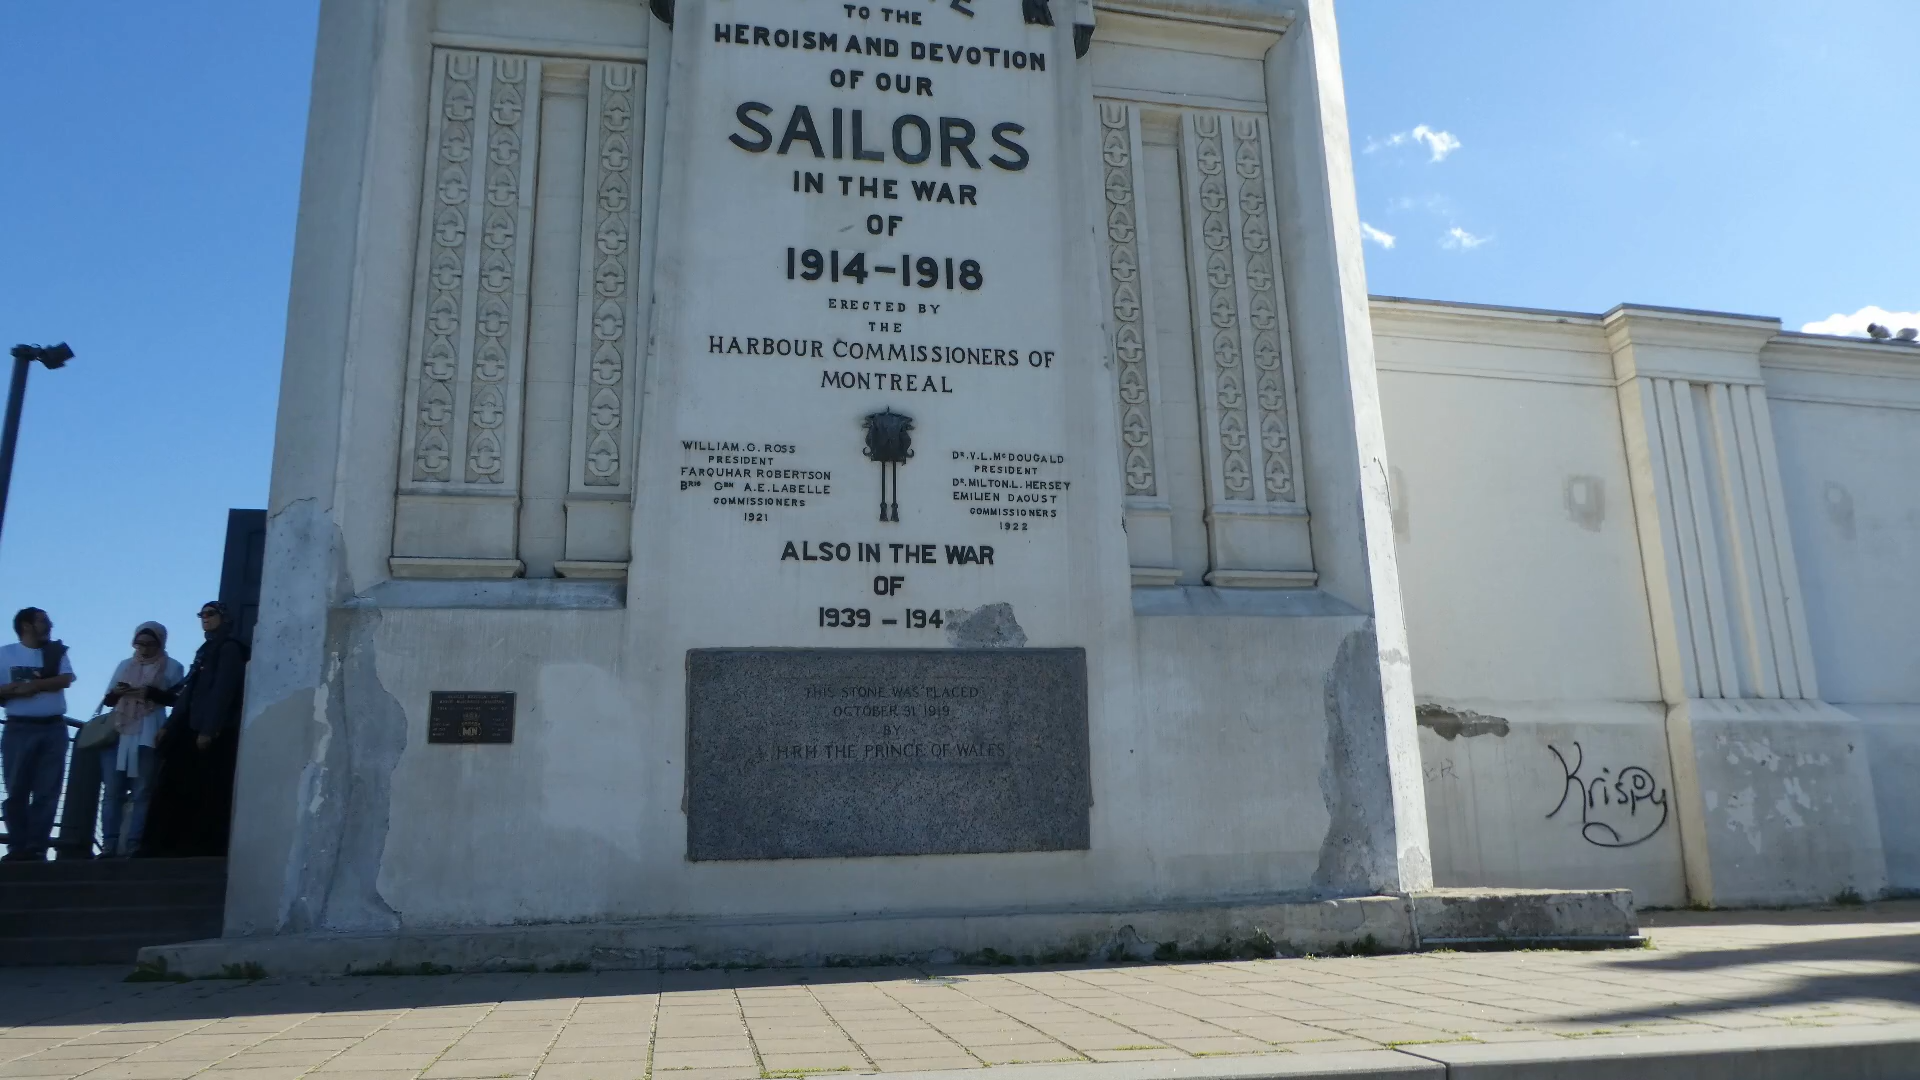 TO THE
HEROISM AND DEVOTION
OF OUR
SAILORS
IN THE WAR
OF
1914-1918
ERECTED BY
THE
HARBOUR COMMISSIONERS OF
MONTREAL
WILLIAM.G.ROSS
PRESIDENT
FARQUHAR ROBERTSON
BRIG GEN A.E.LABELLE
COMMISSIONERS
1921
DR.V.L.MCDOUGALD
PRESIDENT
DR.MILTON.L.HERSEY
EMILIEN DAOUST
COMMISSIONERS
1922
ALSO IN THE WAR
OF
1939 - 194
THIS STONE WAS PLACED
OCTOBER 31 1919
BY
H.R.H THE PRINCE OF WALES
Krispy